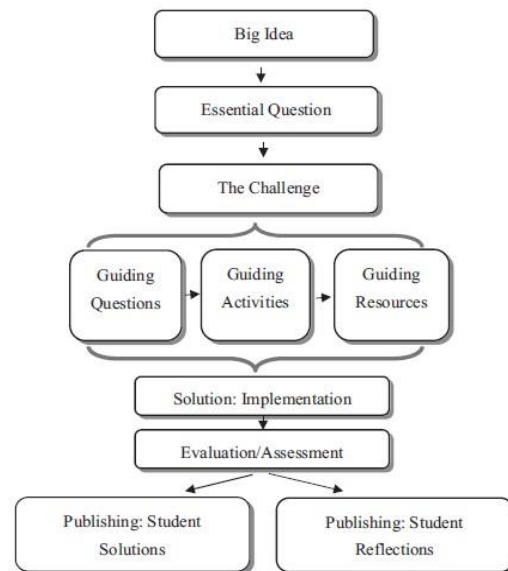 Big Idea
Essential Question
The Challenge
Guiding
Questions
Guiding
Activities
Guiding
Resources
Solution: Implementation
Evaluation/Assessment
Publishing: Student
Solutions
Publishing: Student
Reflections